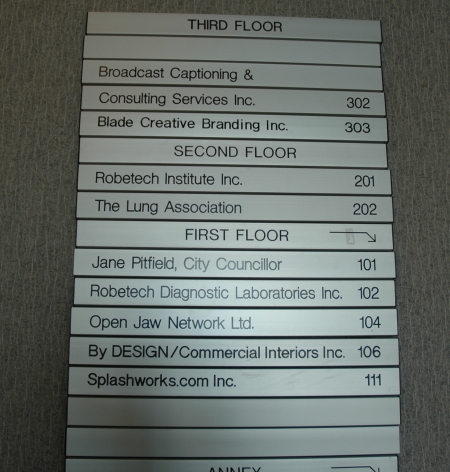 THIRD FLOOR
Broadcast Captioning &
Consulting Services Inc. 302
Blade Creative Branding Inc. 303
SECOND FLOOR
Robetech Institute Inc. 201
The Lung Association 202
FIRST FLOOR
Jane Pitfield, City Councillor 101
Robetech Diagnostic Laboratories Inc. 102
Open Jaw Network Ltd. 104
By DESIGN/Commercial Interiors Inc. 106
Splashworks.com Inc. 111
ANNEX